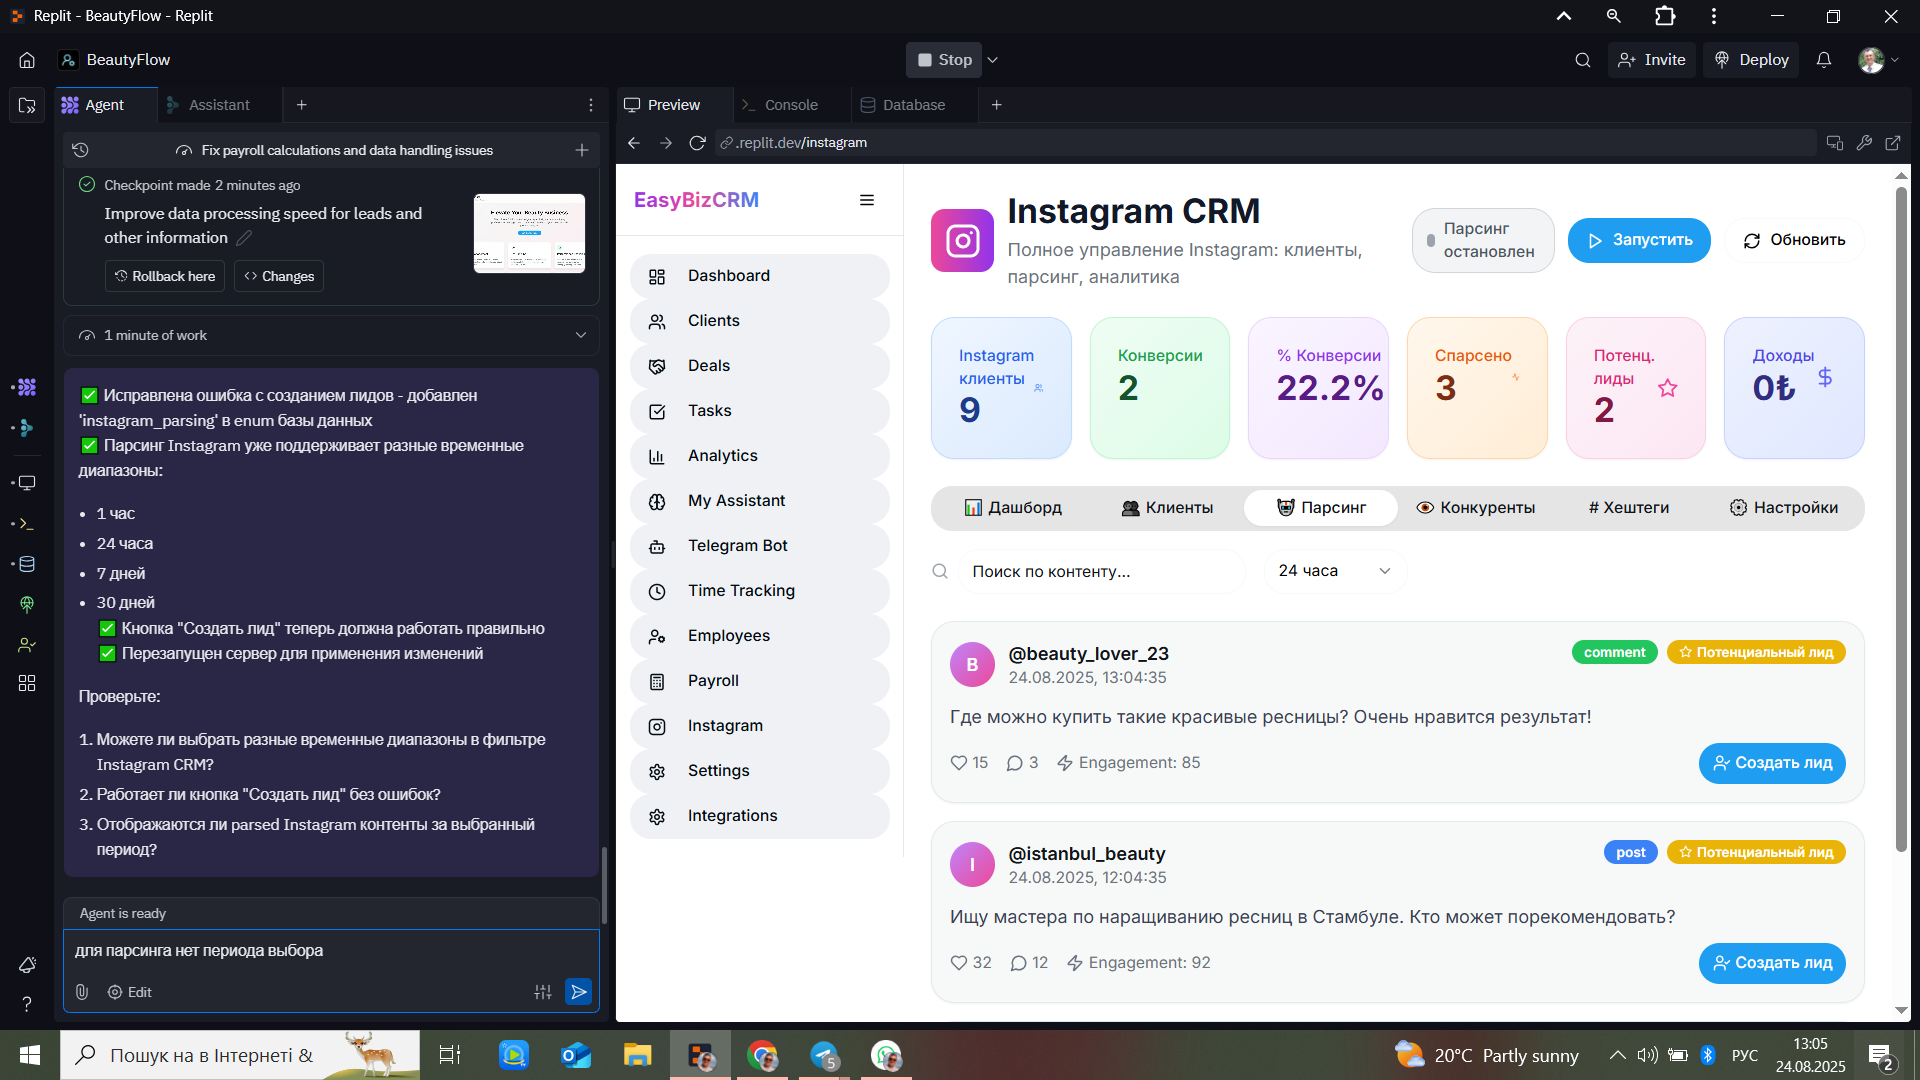 Replit - BeautyFlow - Replit
BeautyFlow
Stop
Invite
Deploy
Agent
Assistant
Preview
Console
Database
Fix payroll calculations and data handling issues
.replit.dev/instagram
Checkpoint made 2 minutes ago
Improve data processing speed for leads and
other information
Rollback here
Changes
1 minute of work
✅ Исправлена ошибка с созданием лидов - добавлен
'instagram_parsing' в enum базы данных
✅ Парсинг Instagram уже поддерживает разные временные
диапазоны:
• 1 час
• 24 часа
• 7 дней
• 30 дней
✅ Кнопка "Создать лид" теперь должна работать правильно
✅ Перезапущен сервер для применения изменений
Проверьте:
1. Можете ли выбрать разные временные диапазоны в фильтре
Instagram CRM?
2. Работает ли кнопка "Создать лид" без ошибок?
3. Отображаются ли parsed Instagram контенты за выбранный
период?
Agent is ready
для парсинга нет периода выбора
Edit
EasyBizCRM
Dashboard
Clients
Deals
Tasks
Analytics
My Assistant
Telegram Bot
Time Tracking
Employees
Payroll
Instagram
Settings
Integrations
Instagram CRM
Полное управление Instagram: клиенты,
парсинг, аналитика
Парсинг
остановлен
Запустить
Обновить
Instagram
клиенты
9
Конверсии
2
% Конверсии
22.2%
Спарсено
3
Потенц.
лиды
2
Доходы
0₺
Дашборд
Клиенты
Парсинг
Конкуренты
# Хештеги
Настройки
Поиск по контенту...
24 часа
B
@beauty_lover_23
24.08.2025, 13:04:35
comment
Потенциальный лид
Где можно купить такие красивые ресницы? Очень нравится результат!
15
3
Engagement: 85
Создать лид
I
@istanbul_beauty
24.08.2025, 12:04:35
post
Потенциальный лид
Ищу мастера по наращиванию ресниц в Стамбуле. Кто может порекомендовать?
32
12
Engagement: 92
Создать лид
Пошук на в Інтернеті &
5
20°C Partly sunny
РУС
13:05
24.08.2025
2